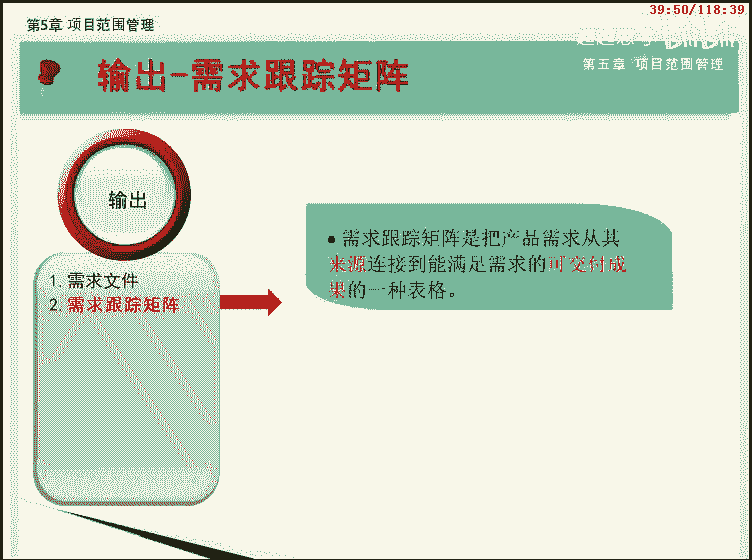 39:50/118:39
第5章 项目范围管理
输出-需求跟踪矩阵
第五章 项目范围管理
输出
1. 需求文件
2. 需求跟踪矩阵
● 需求跟踪矩阵是把产品需求从其
来源连接到能满足需求的可交付成
果的一种表格。